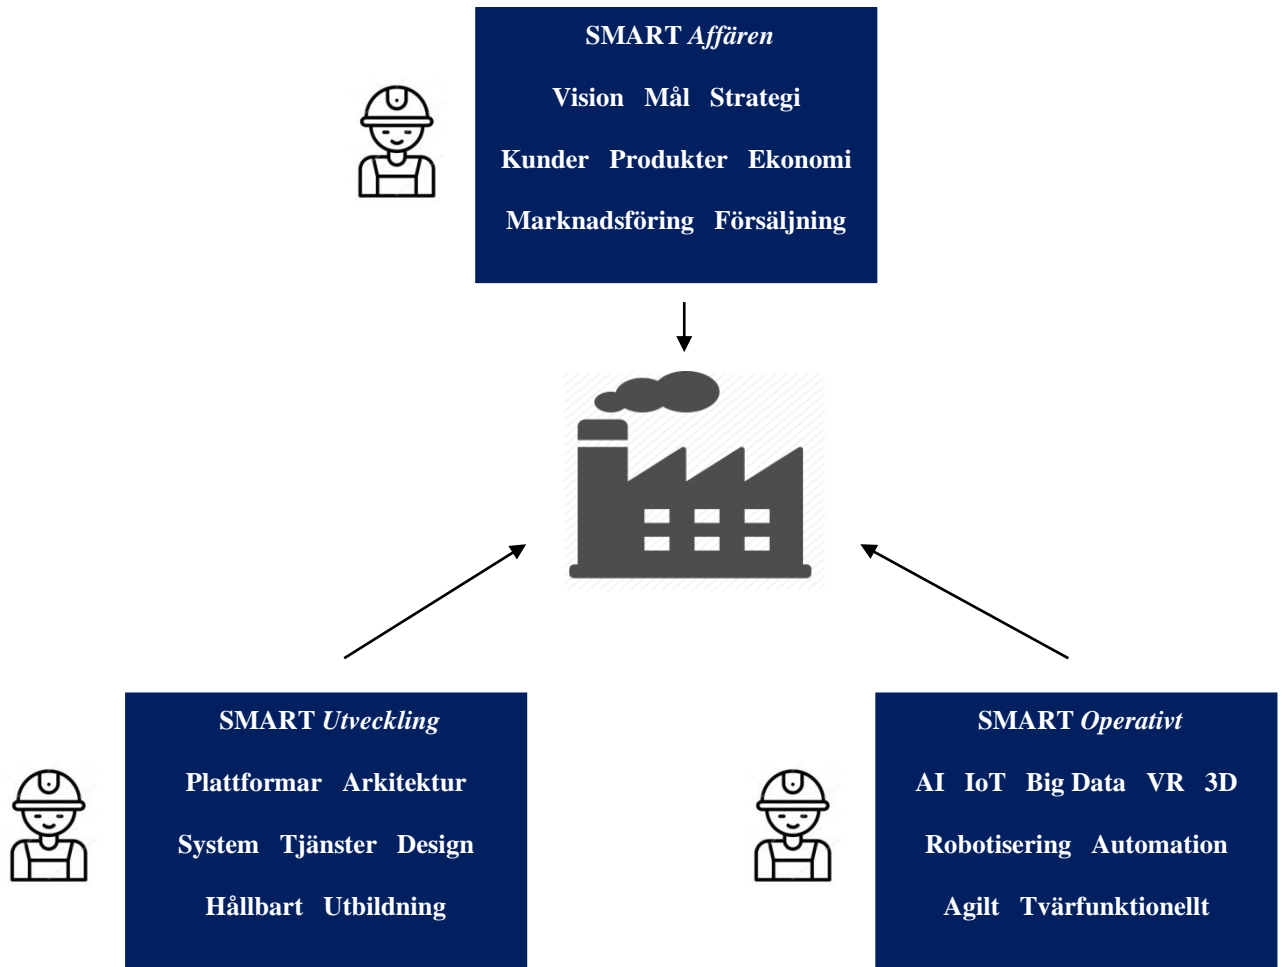 SMART Affären
Vision Mål Strategi
Kunder Produkter Ekonomi
Marknadsföring Försäljning
SMART Utveckling
Plattformar Arkitektur
System Tjänster Design
Hållbart Utbildning
SMART Operativt
AI IoT Big Data VR 3D
Robotisering Automation
Agilt Tvärfunktionellt